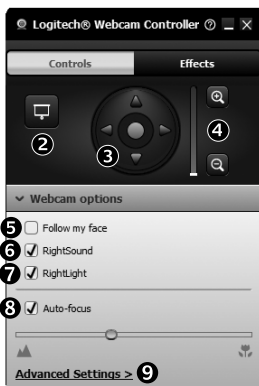 Logitech® Webcam Controller
Controls Effects
2
3
4
Webcam options
5 Follow my face
6 RightSound
7 RightLight
8 Auto-focus
Advanced Settings > 9